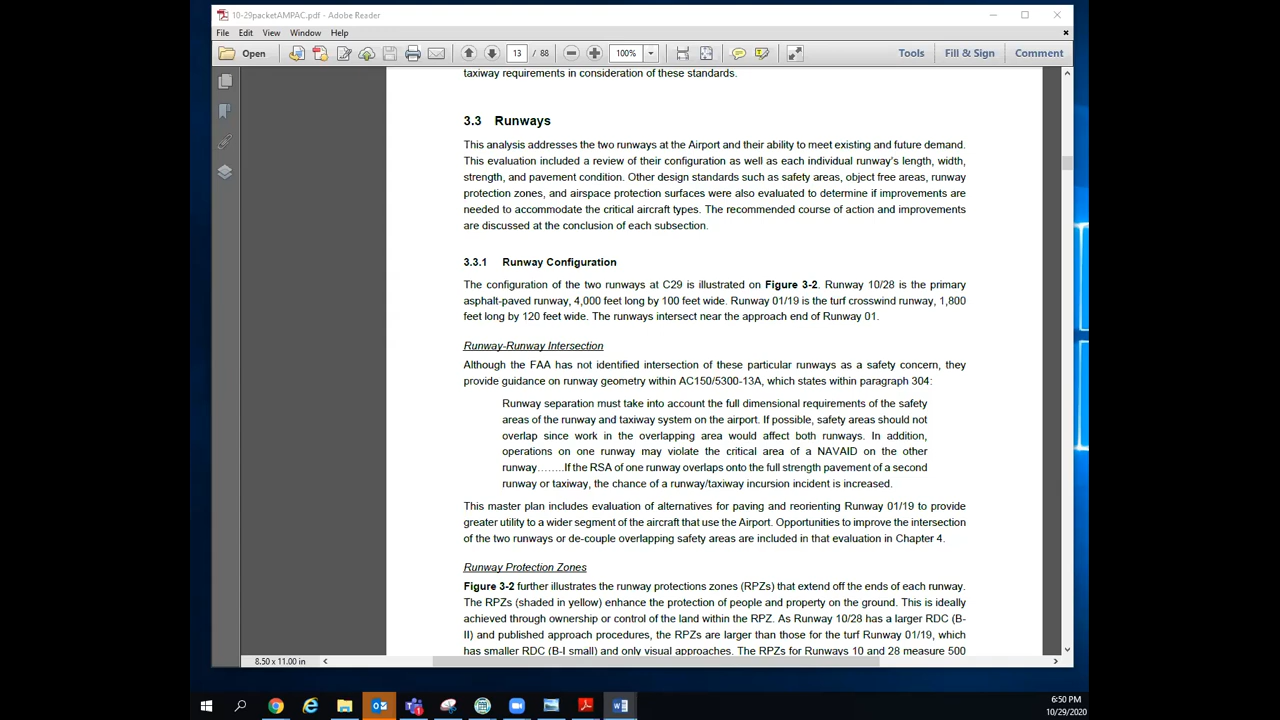 10-29packetAMPAC.pdf - Adobe Reader
File Edit View Window Help
Open 13 / 88 100% Tools Fill & Sign Comment
taxiway requirements in consideration of these standards.
3.3 Runways
This analysis addresses the two runways at the Airport and their ability to meet existing and future demand.
This evaluation included a review of their configuration as well as each individual runway's length, width,
strength, and pavement condition. Other design standards such as safety areas, object free areas, runway
protection zones, and airspace protection surfaces were also evaluated to determine if improvements are
needed to accommodate the critical aircraft types. The recommended course of action and improvements
are discussed at the conclusion of each subsection.
3.3.1 Runway Configuration
The configuration of the two runways at C29 is illustrated on Figure 3-2. Runway 10/28 is the primary
asphalt-paved runway, 4,000 feet long by 100 feet wide. Runway 01/19 is the turf crosswind runway, 1,800
feet long by 120 feet wide. The runways intersect near the approach end of Runway 01.
Runway-Runway Intersection
Although the FAA has not identified intersection of these particular runways as a safety concern, they
provide guidance on runway geometry within AC150/5300-13A, which states within paragraph 304:
Runway separation must take into account the full dimensional requirements of the safety
areas of the runway and taxiway system on the airport. If possible, safety areas should not
overlap since work in the overlapping area would affect both runways. In addition,
operations on one runway may violate the critical area of a NAVAID on the other
runway……..If the RSA of one runway overlaps onto the full strength pavement of a second
runway or taxiway, the chance of a runway/taxiway incursion incident is increased.
This master plan includes evaluation of alternatives for paving and reorienting Runway 01/19 to provide
greater utility to a wider segment of the aircraft that use the Airport. Opportunities to improve the intersection
of the two runways or de-couple overlapping safety areas are included in that evaluation in Chapter 4.
Runway Protection Zones
Figure 3-2 further illustrates the runway protections zones (RPZs) that extend off the ends of each runway.
The RPZs (shaded in yellow) enhance the protection of people and property on the ground. This is ideally
achieved through ownership or control of the land within the RPZ. As Runway 10/28 has a larger RDC (B-
II) and published approach procedures, the RPZs are larger than those for the turf Runway 01/19, which
has smaller RDC (B-I small) and only visual approaches. The RPZs for Runways 10 and 28 measure 500
8.50 x 11.00 in
6:50 PM
10/29/2020